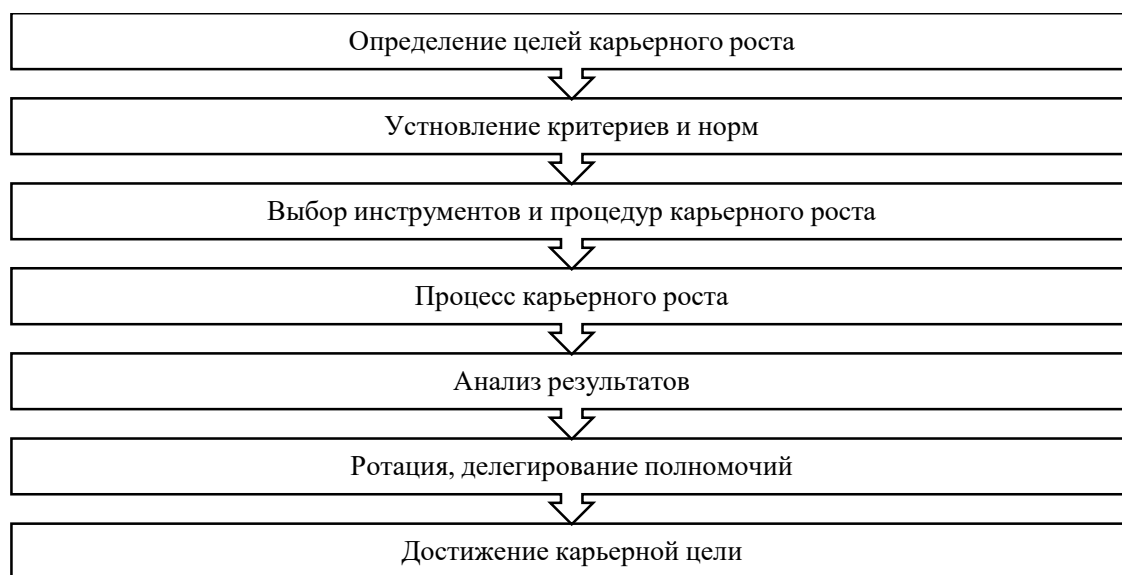 Определение целей карьерного роста
Устновление критериев и норм
Выбор инструментов и процедур карьерного роста
Процесс карьерного роста
Анализ результатов
Ротация, делегирование полномочий
Достижение карьерной цели